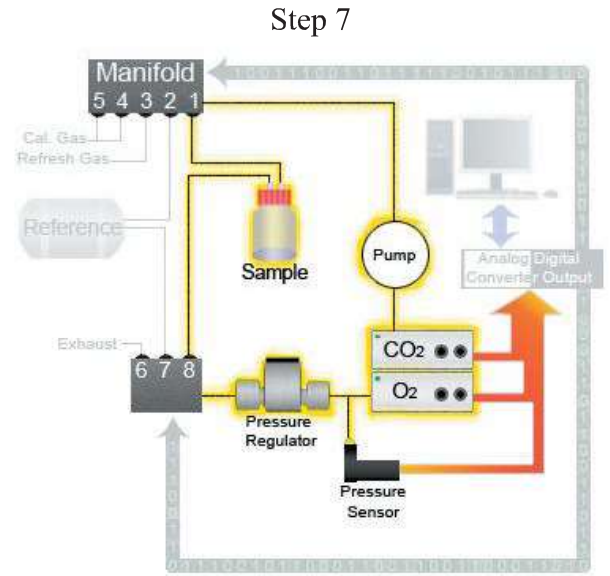 Step 7
Manifold
5 4 3 2 1
Cal. Gas
Refresh Gas
Reference
Sample
Pump
Analog Digital
Converter Output
Exhaust
CO2
O2
6 7 8
Pressure
Regulator
Pressure
Sensor